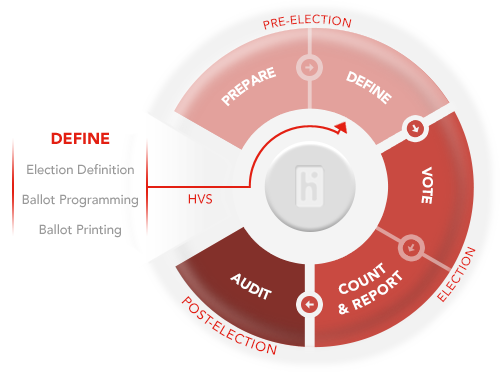 PRE-ELECTION
PREPARE
DEFINE
DEFINE
Election Definition
Ballot Programming
Ballot Printing
HVS
hi
VOTE
ELECTION
COUNT
& REPORT
AUDIT
POST-ELECTION